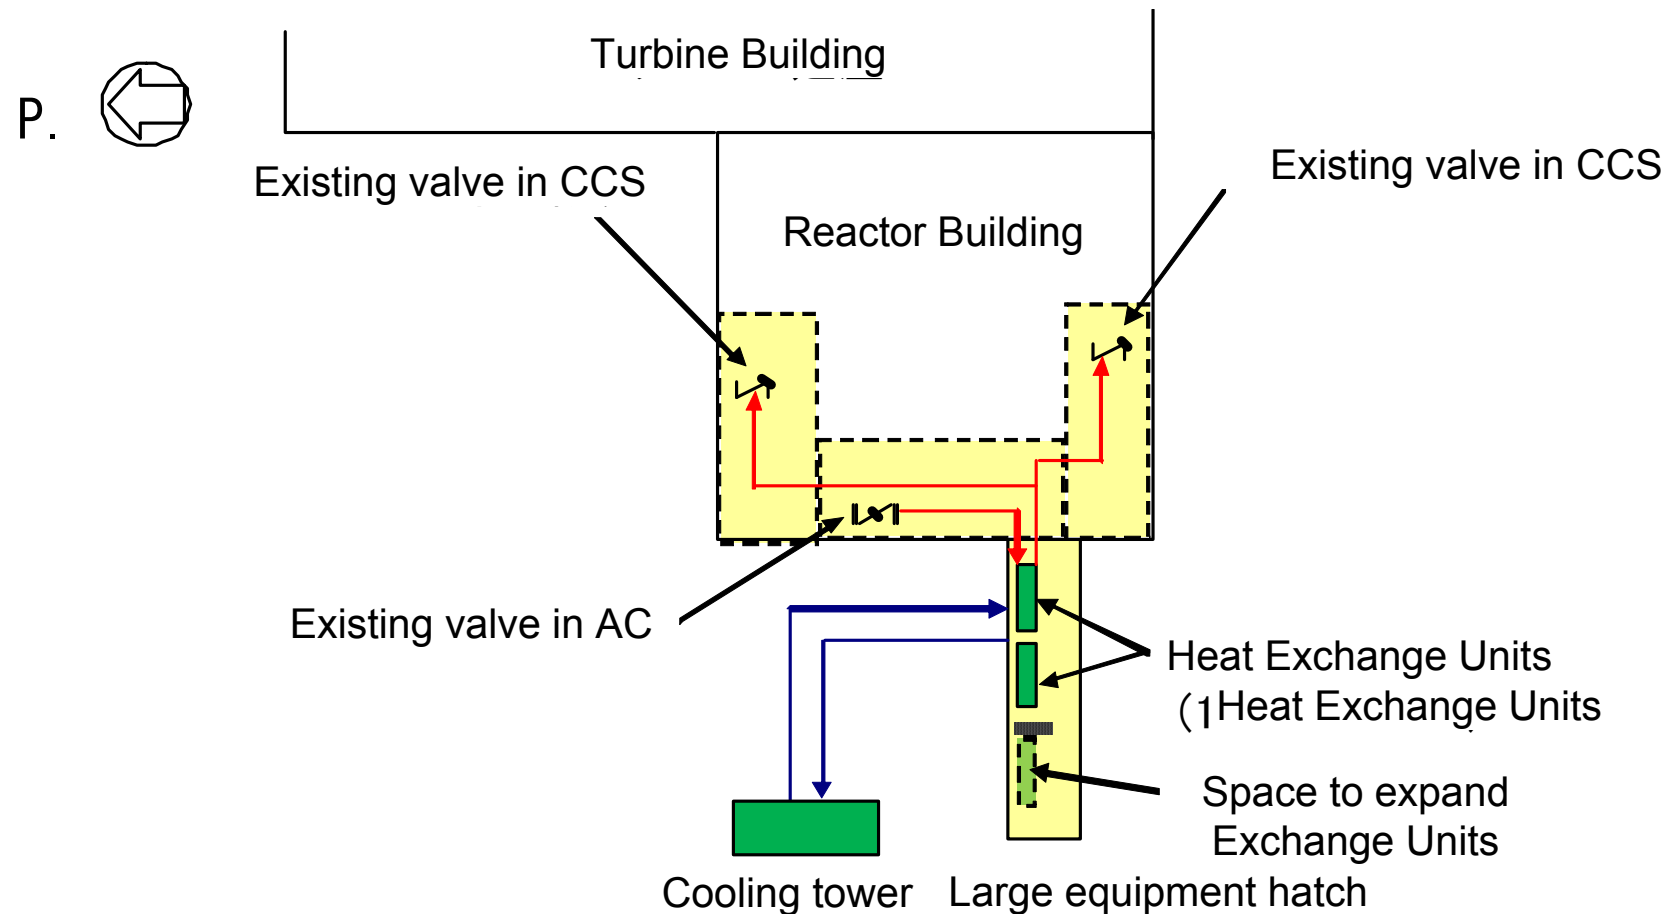 Turbine Building
P.
Existing valve in CCS
Existing valve in CCS
Reactor Building
Existing valve in AC
Heat Exchange Units
(1Heat Exchange Units
Space to expand
Exchange Units
Cooling tower
Large equipment hatch